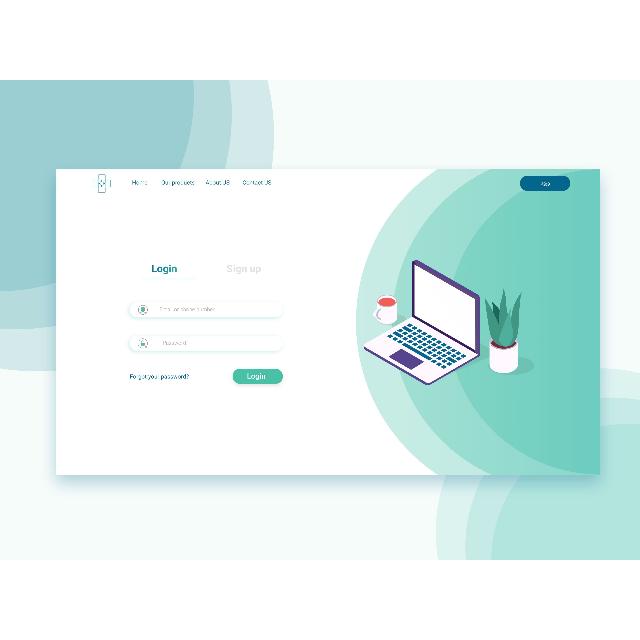 Home Our products About US Contact US
Login Sign up
Email or phone number
Password
Forgot your password? Login